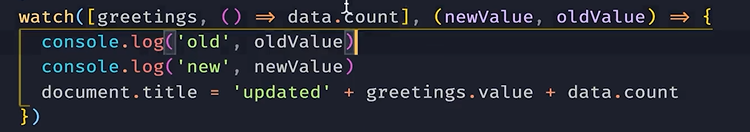 watch([greetings, () => data.count], (newValue, oldValue) => {
console.log('old', oldValue)
console.log('new', newValue)
document.title = 'updated' + greetings.value + data.count
})